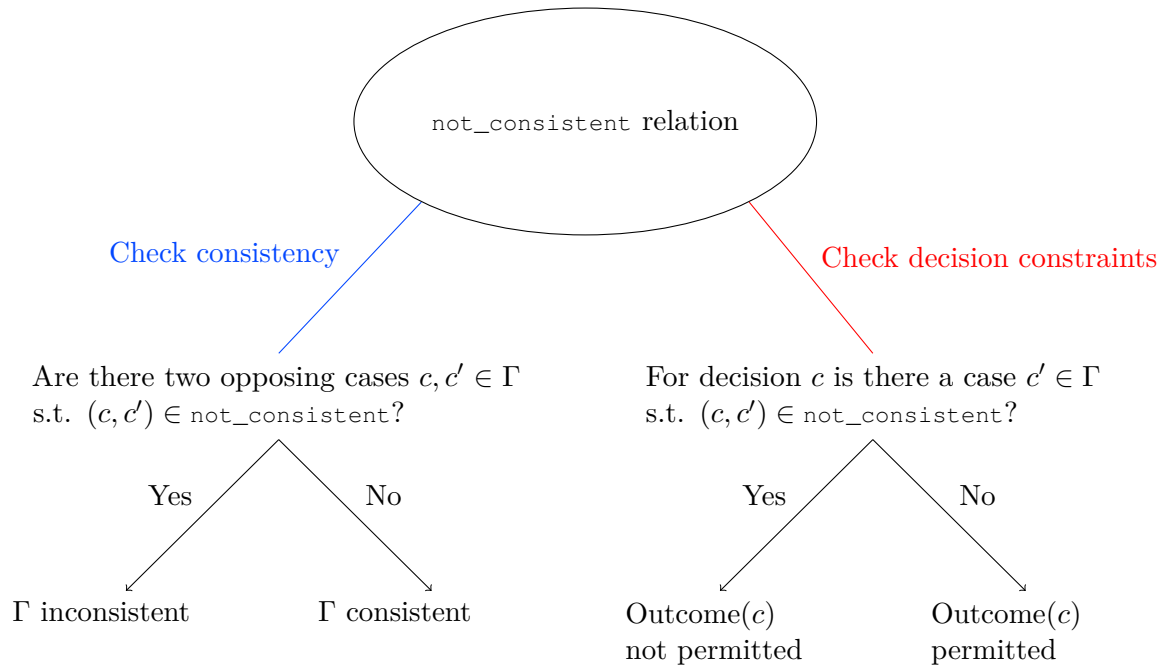 not_consistent relation
Check consistency
Check decision constraints
Are there two opposing cases c, c′ ∈ Γ
s.t. (c, c′) ∈ not_consistent?
For decision c is there a case c′ ∈ Γ
s.t. (c, c′) ∈ not_consistent?
Yes
No
Yes
No
Γ inconsistent
Γ consistent
Outcome(c)
not permitted
Outcome(c)
permitted